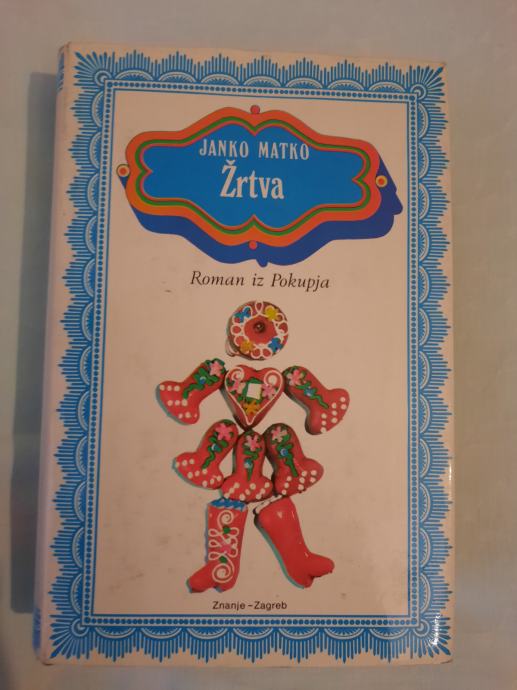 JANKO MATKO
Žrtva
Roman iz Pokupja
Znanje – Zagreb